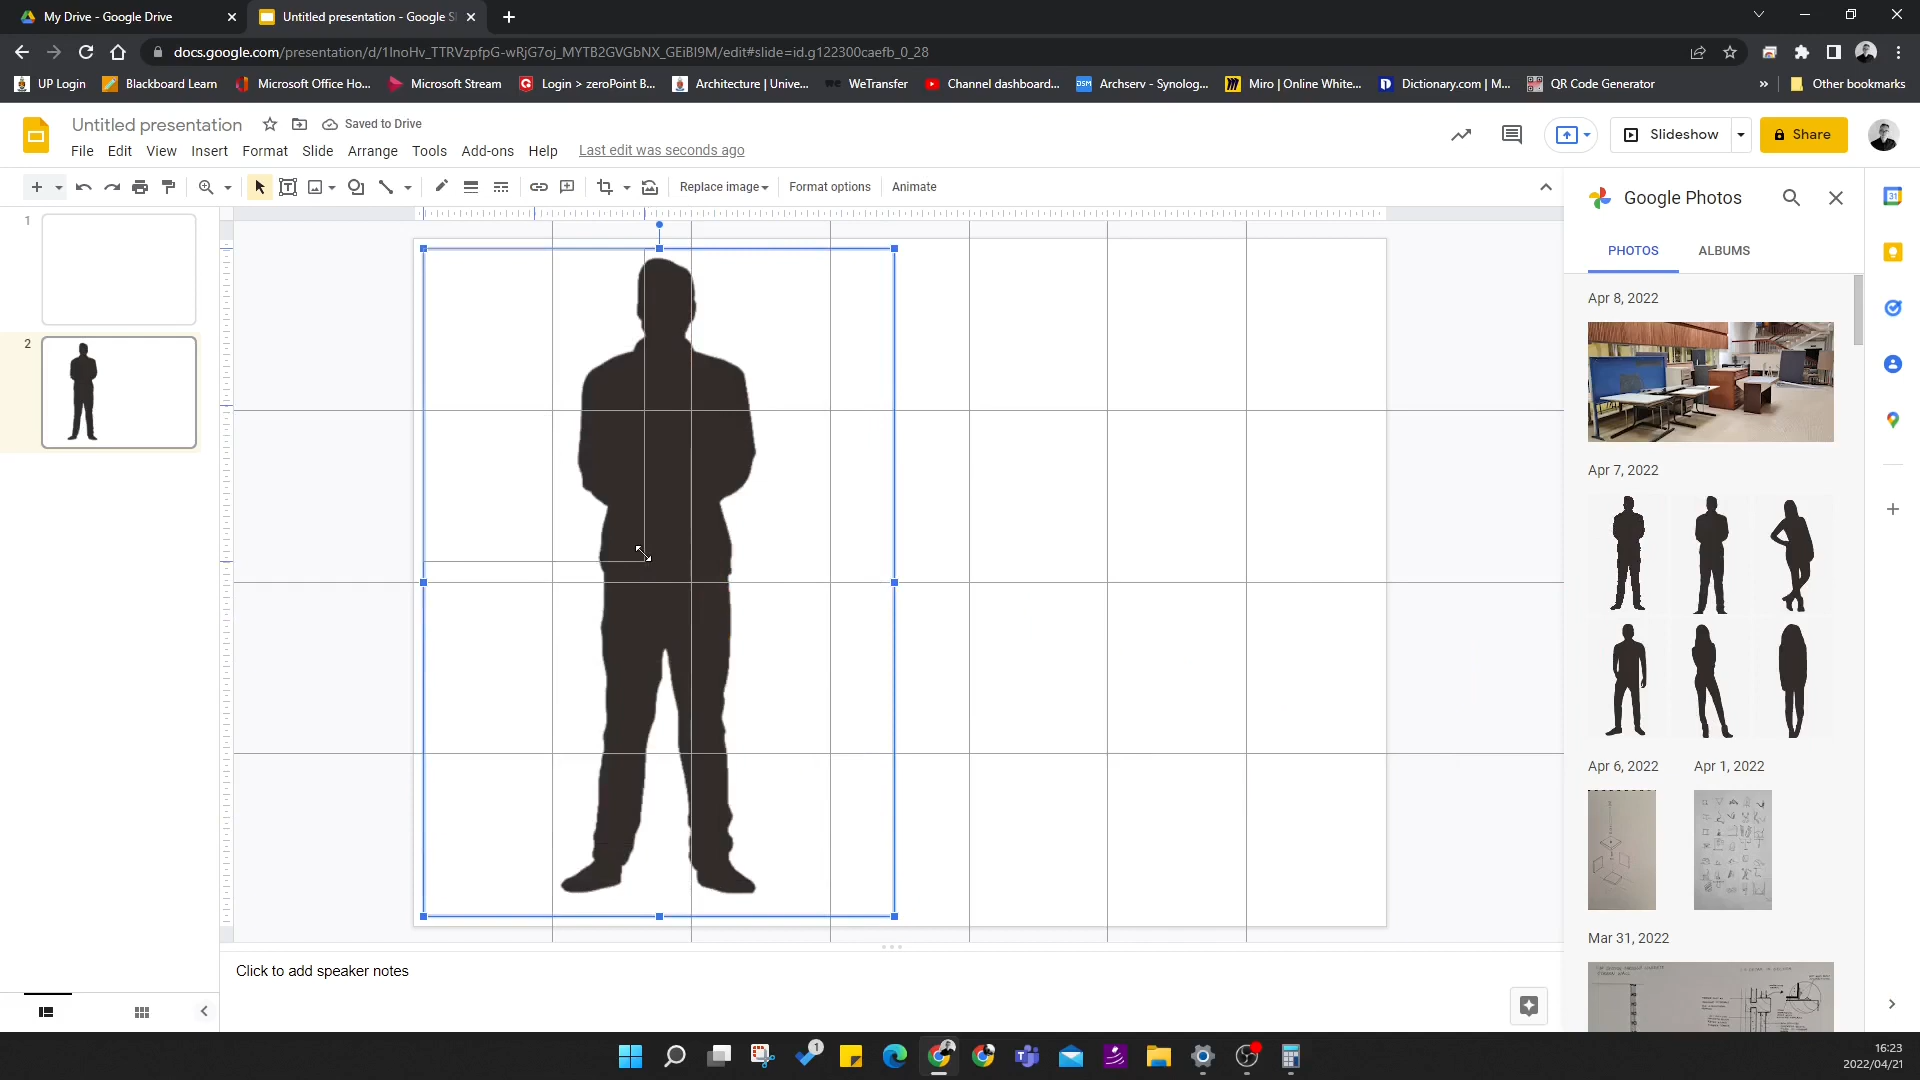 My Drive - Google Drive
Untitled presentation - Google Sl
docs.google.com/presentation/d/1InoHv_TTRVzpfpG-wRjG7oj_MYTB2GVGbNX_GEiBI9M/edit#slide=id.g122300caefb_0_28
UP Login
Blackboard Learn
Microsoft Office Ho...
Microsoft Stream
Login > zeroPoint B...
Architecture | Unive...
WeTransfer
Channel dashboard...
Archserv - Synolog...
Miro | Online White...
Dictionary.com | M...
QR Code Generator
»
Other bookmarks
Untitled presentation
Saved to Drive
File Edit View Insert Format Slide Arrange Tools Add-ons Help
Last edit was seconds ago
Slideshow
Share
Replace image
Format options
Animate
Google Photos
PHOTOS
ALBUMS
1
2
Apr 8, 2022
Apr 7, 2022
Apr 6, 2022
Apr 1, 2022
Mar 31, 2022
Click to add speaker notes
31
JSM
1
16:23
2022/04/21